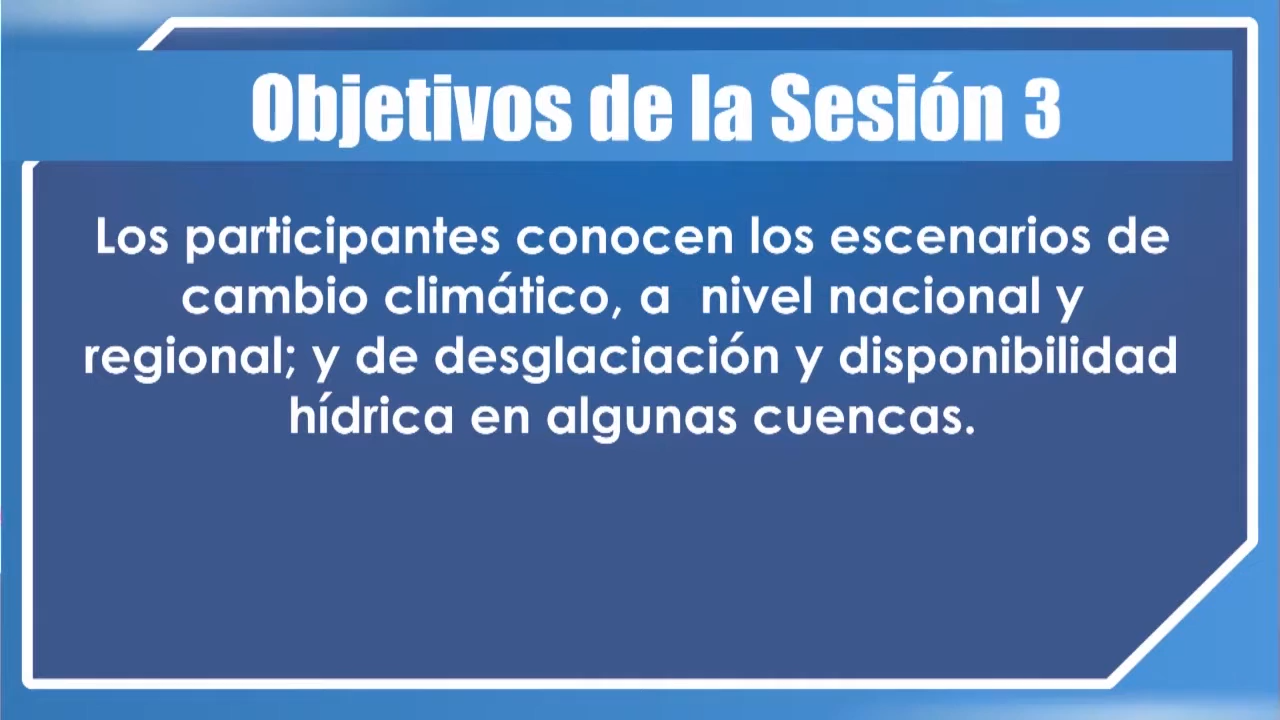 Objetivos de la Sesión 3
Los participantes conocen los escenarios de
cambio climático, a  nivel nacional y
regional; y de desglaciación y disponibilidad
hídrica en algunas cuencas.